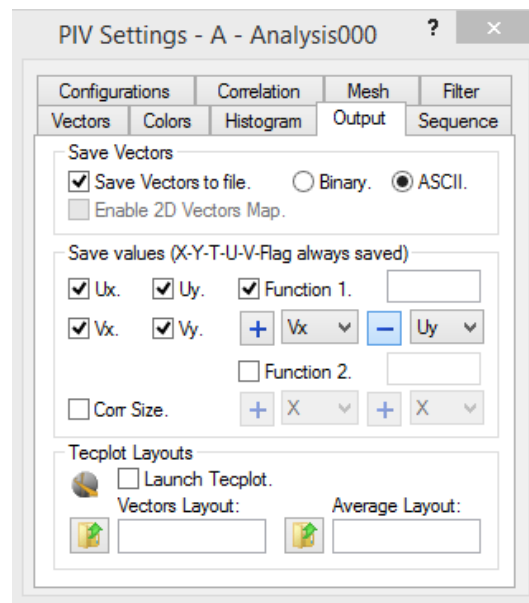 PIV Settings - A - Analysis000 ? ×
Configurations Correlation Mesh Filter
Vectors Colors Histogram Output Sequence
Save Vectors
Save Vectors to file. Binary. ASCII.
Enable 2D Vectors Map.
Save values (X-Y-T-U-V-Flag always saved)
Ux. Uy. Function 1.
Vx. Vy. + Vx − Uy
Function 2.
Corr Size. + X + X
Tecplot Layouts
Launch Tecplot.
Vectors Layout: Average Layout: